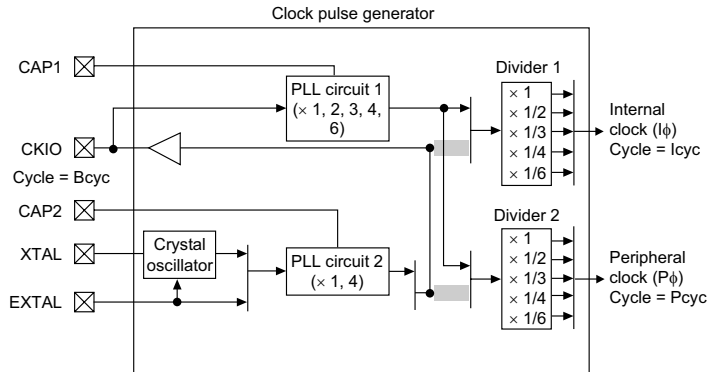 Clock pulse generator
CAP1
PLL circuit 1
(× 1, 2, 3, 4,
6)
CKIO
Cycle = Bcyc
CAP2
XTAL
Crystal
oscillator
EXTAL
PLL circuit 2
(× 1, 4)
Divider 1
× 1
× 1/2
× 1/3
× 1/4
× 1/6
Internal
clock (Iϕ)
Cycle = Icyc
Divider 2
× 1
× 1/2
× 1/3
× 1/4
× 1/6
Peripheral
clock (Pϕ)
Cycle = Pcyc